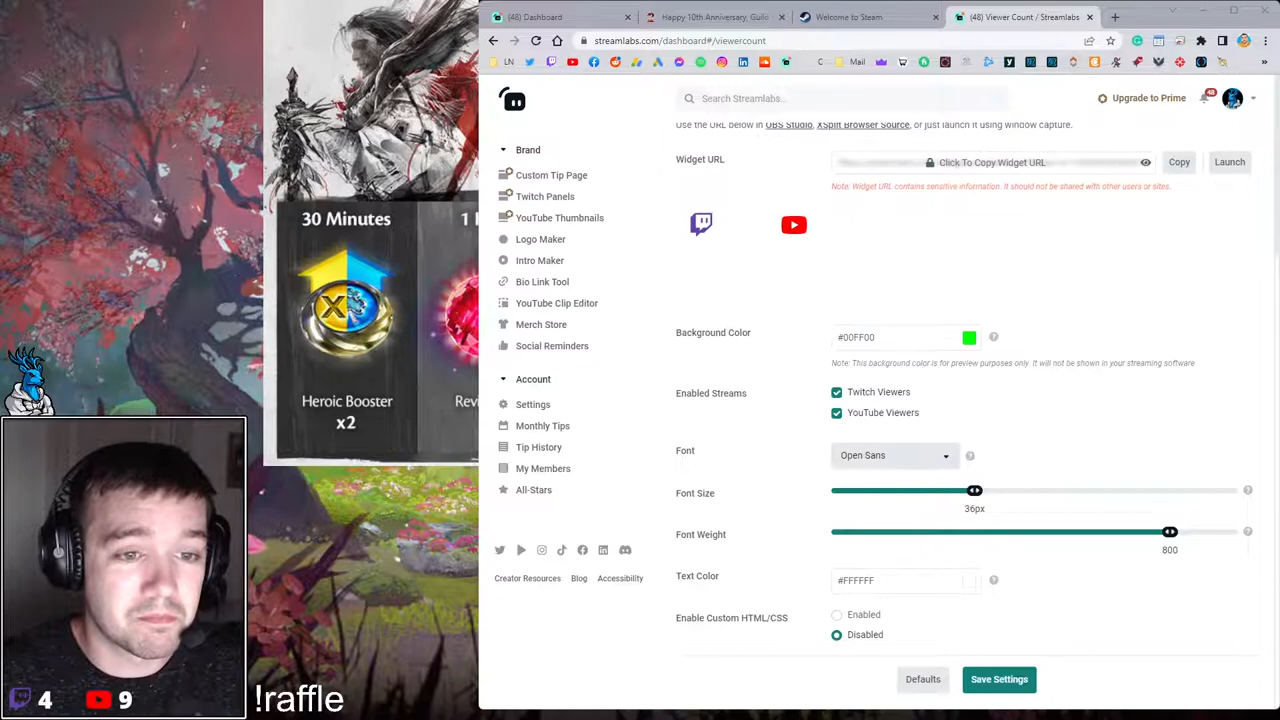 (48) Dashboard
Happy 10th Anniversary, Guild
Welcome to Steam
(48) Viewer Count / Streamlabs
streamlabs.com/dashboard#/viewercount
LN
C
Mail
Search Streamlabs...
Upgrade to Prime
48
Use the URL below in OBS Studio, XSplit Browser Source, or just launch it using window capture.
Brand
Custom Tip Page
Twitch Panels
YouTube Thumbnails
Logo Maker
Intro Maker
Bio Link Tool
YouTube Clip Editor
Merch Store
Social Reminders
Account
Settings
Monthly Tips
Tip History
My Members
All-Stars
Creator Resources
Blog
Accessibility
Widget URL
Click To Copy Widget URL
Copy
Launch
Note: Widget URL contains sensitive information. It should not be shared with other users or sites.
Background Color
#00FF00
Note: This background color is for preview purposes only. It will not be shown in your streaming software
Enabled Streams
Twitch Viewers
YouTube Viewers
Font
Open Sans
Font Size
36px
Font Weight
800
Text Color
#FFFFFF
Enable Custom HTML/CSS
Enabled
Disabled
Defaults
Save Settings
30 Minutes
X
Heroic Booster
x2
4
9
!raffle